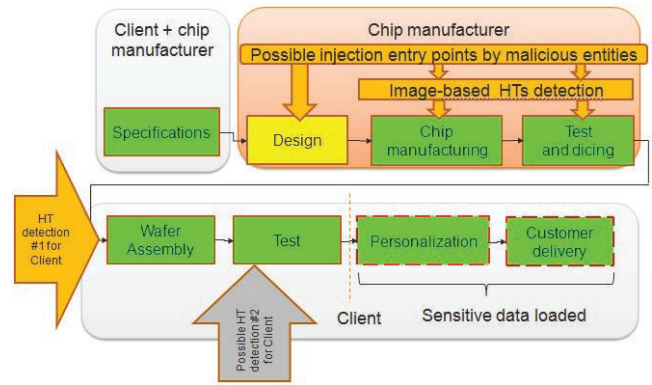 Client + chip
manufacturer
Chip manufacturer
Possible injection entry points by malicious entities
Image-based HTs detection
Specifications
Design
Chip
manufacturing
Test
and dicing
HT
detection
#1 for
Client
Wafer
Assembly
Test
Personalization
Customer
delivery
Possible HT
detection #2
for Client
Client
Sensitive data loaded